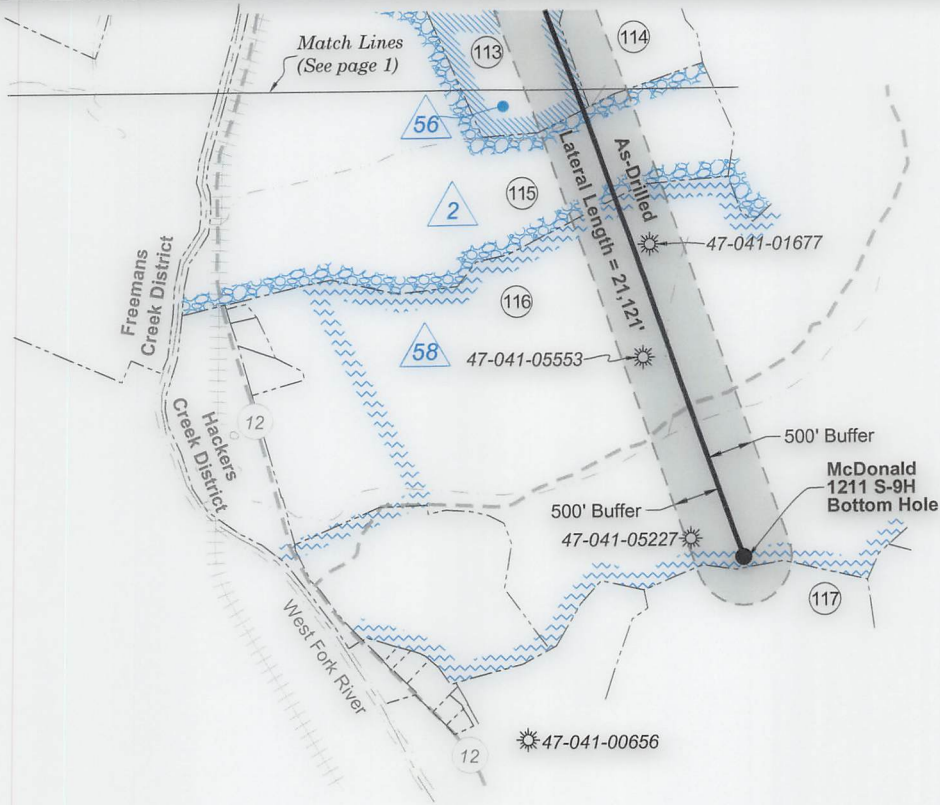 Match Lines
(See page 1)
113
114
56
Lateral Length = 21,121'
As-Drilled
115
2
47-041-01677
Freemans
Creek District
116
58
47-041-05553
Hackers
Creek District
12
500' Buffer
McDonald
1211 S-9H
Bottom Hole
500' Buffer
47-041-05227
117
West Fork River
47-041-00656
12